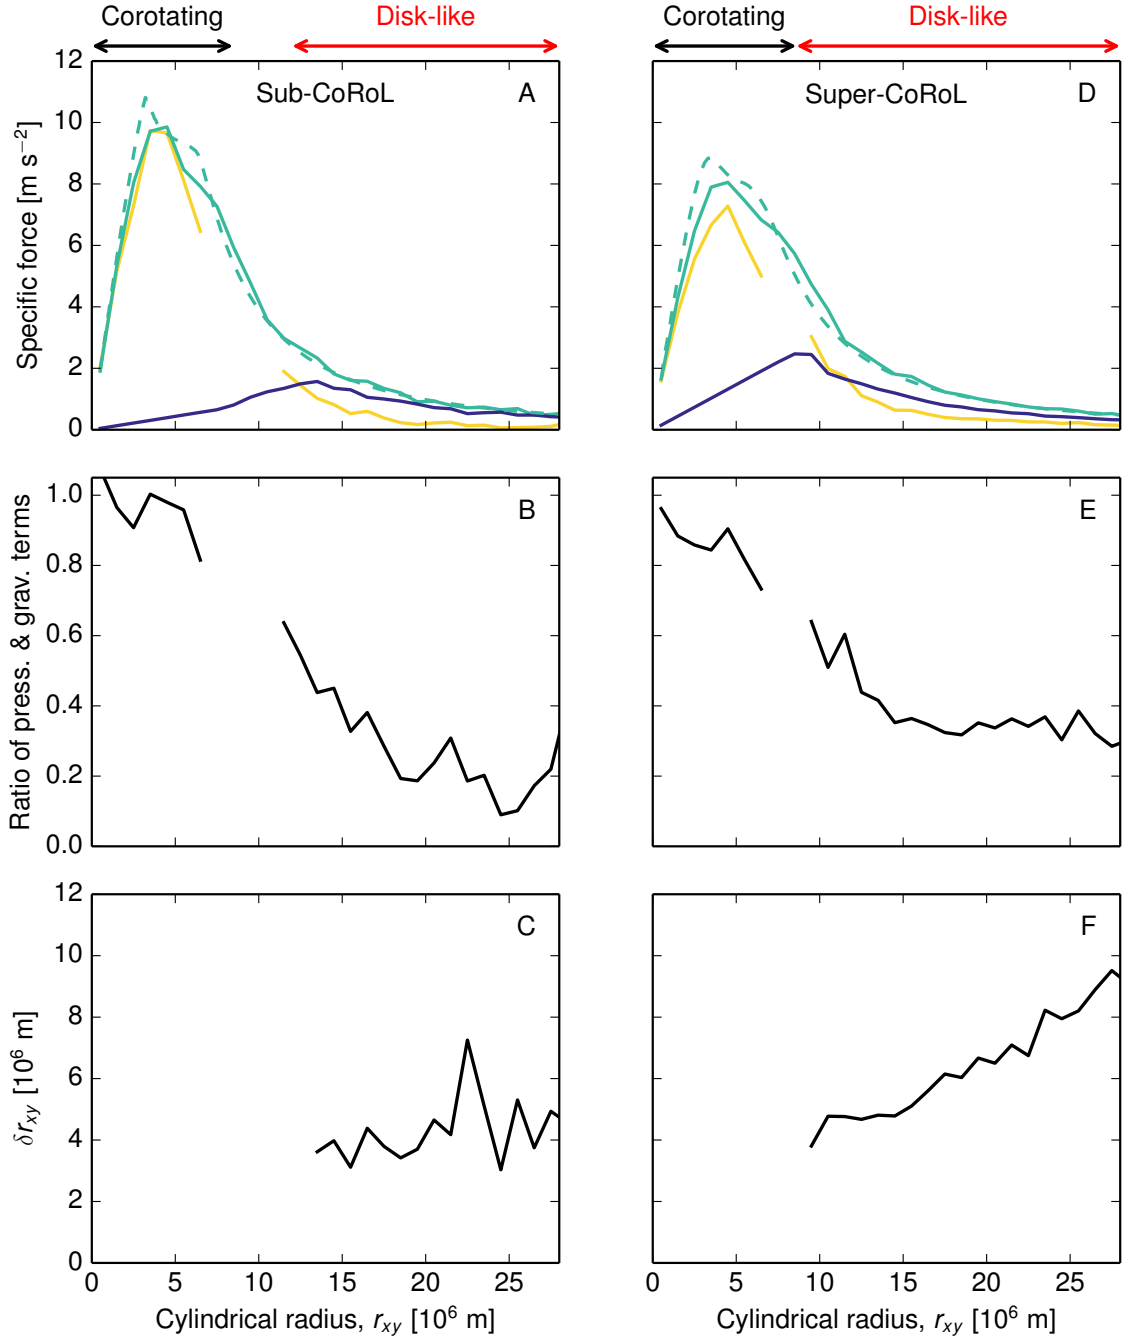 Corotating
Disk-like
Corotating
Disk-like
Sub-CoRoL
A
Super-CoRoL
D
Specific force [m s⁻²]
12
10
8
6
4
2
0
B
E
Ratio of press. & grav. terms
1.0
0.8
0.6
0.4
0.2
0.0
C
F
δr_xy [10⁶ m]
12
10
8
6
4
2
0
0 5 10 15 20 25
0 5 10 15 20 25
Cylindrical radius, r_xy [10⁶ m]
Cylindrical radius, r_xy [10⁶ m]